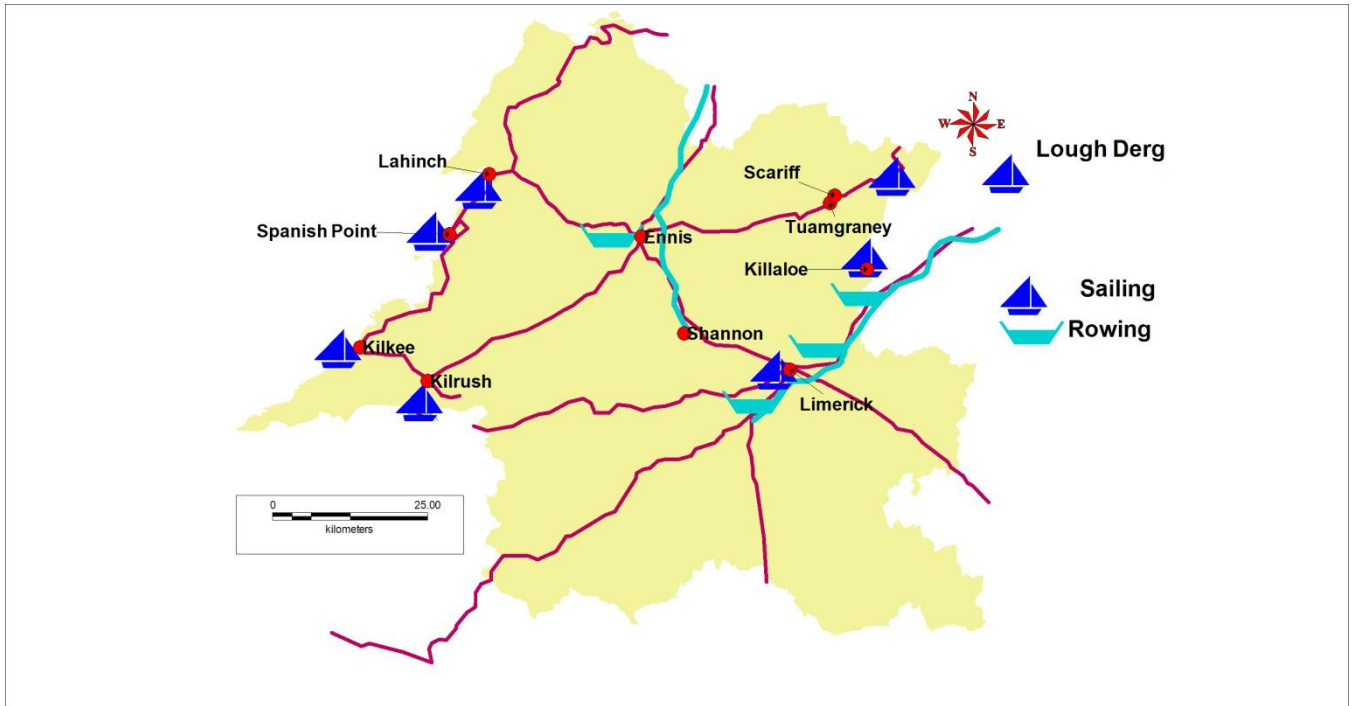 N
W E
S
Lough Derg
Lahinch
Scariff
Spanish Point
Ennis
Tuamgraney
Killaloe
Sailing
Rowing
Shannon
Kilkee
Kilrush
Limerick
0 25.00
kilometers